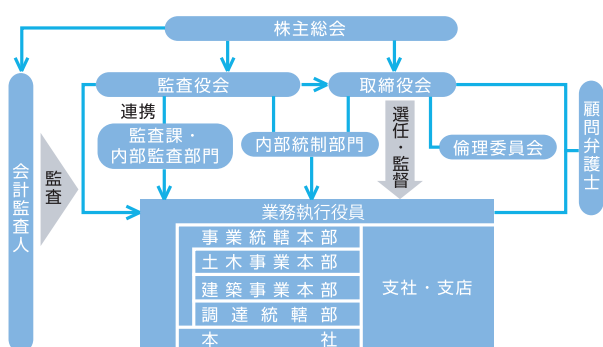 株主総会
監査役会
取締役会
連携
監査課・
内部監査部門
内部統制部門
選任・監督
倫理委員会
顧問弁護士
会計監査人
監査
業務執行役員
事業統轄本部
土木事業本部
建築事業本部
調達統轄部
本社
支社・支店